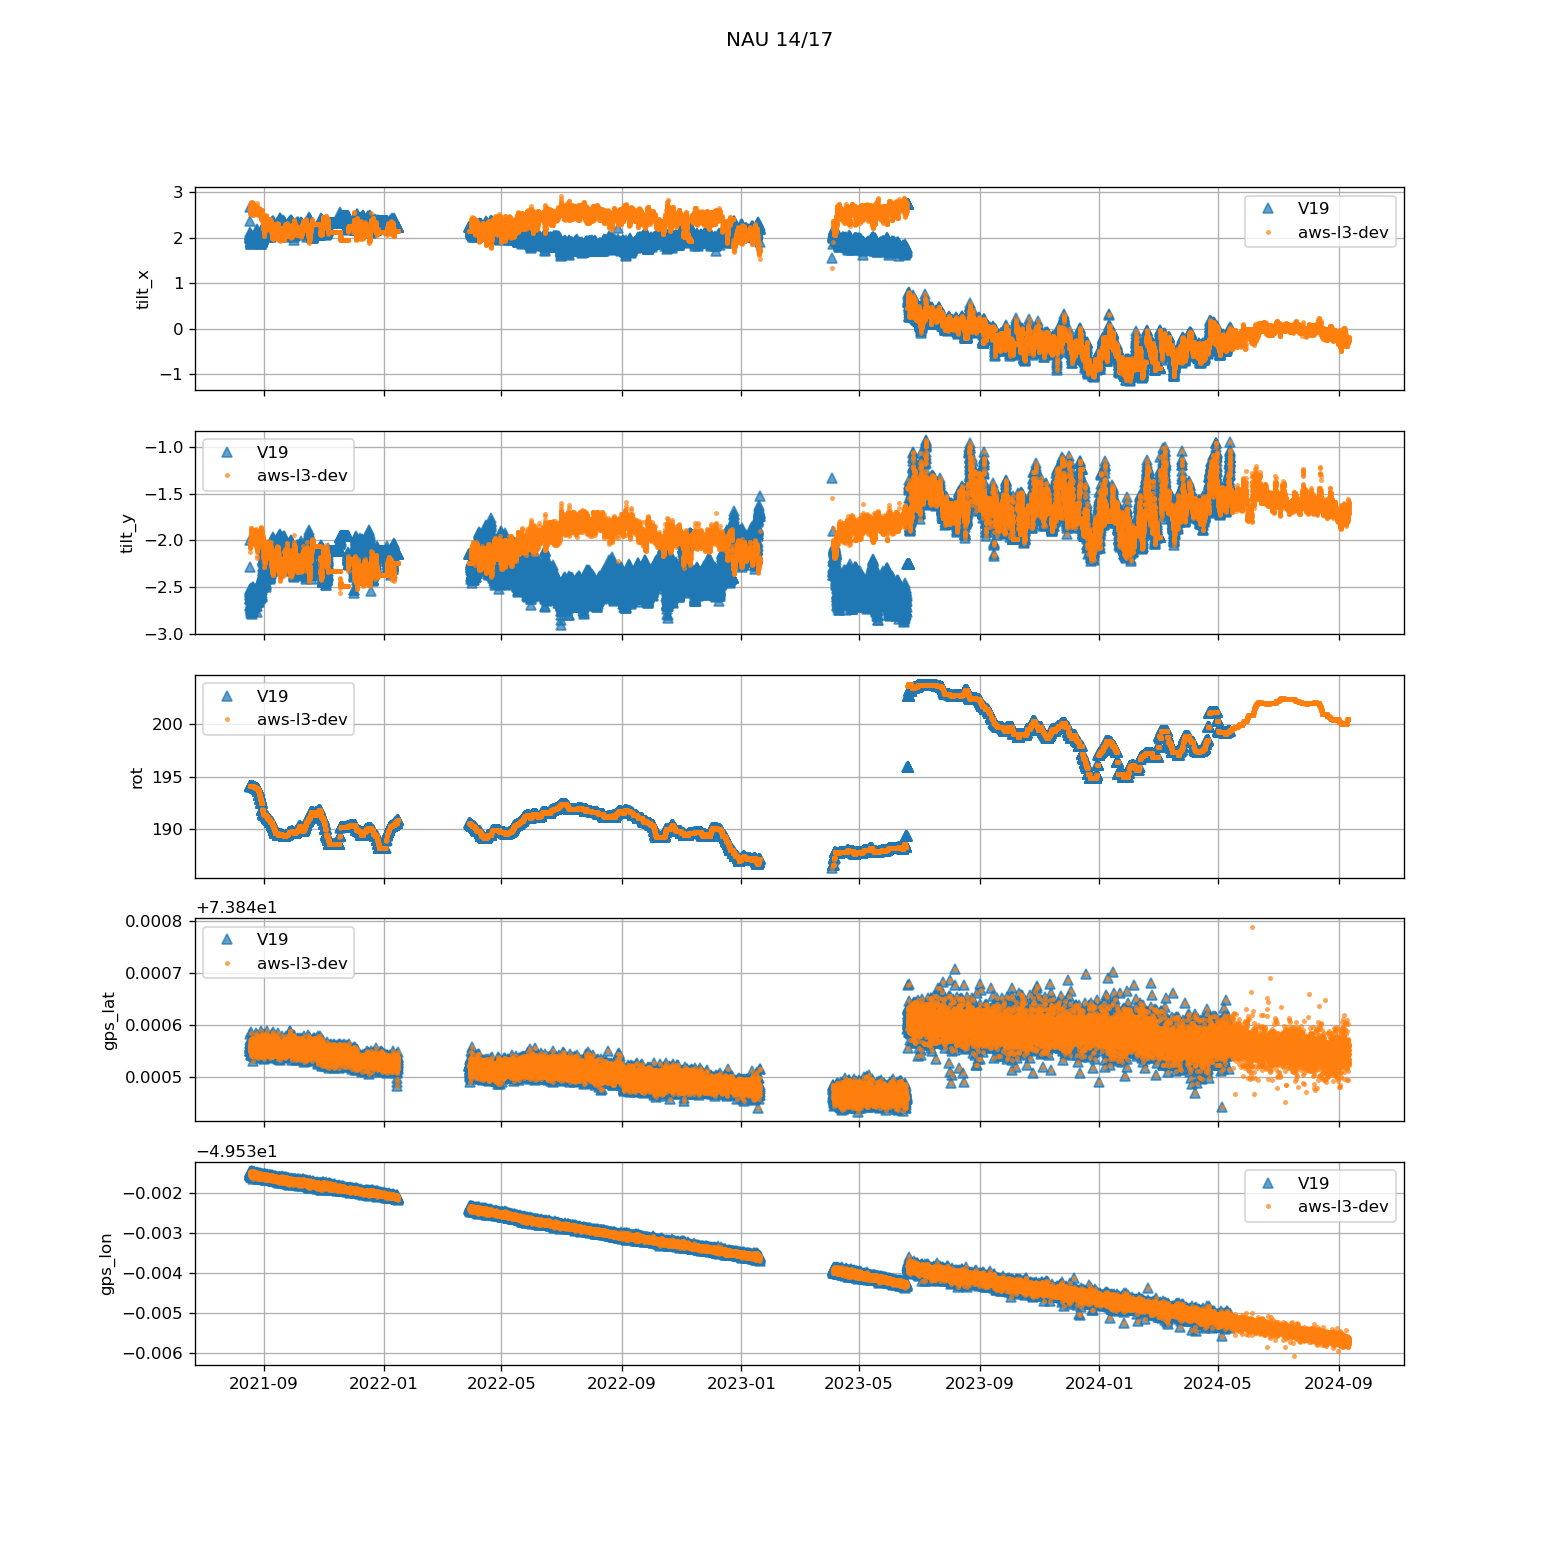 NAU 14/17
3
2
1
0
−1
tilt_x
V19
aws-l3-dev
−1.0
−1.5
−2.0
−2.5
−3.0
tilt_y
V19
aws-l3-dev
200
195
190
rot
V19
aws-l3-dev
+7.384e1
0.0008
0.0007
0.0006
0.0005
gps_lat
V19
aws-l3-dev
−4.953e1
−0.002
−0.003
−0.004
−0.005
−0.006
gps_lon
V19
aws-l3-dev
2021-09 2022-01 2022-05 2022-09 2023-01 2023-05 2023-09 2024-01 2024-05 2024-09